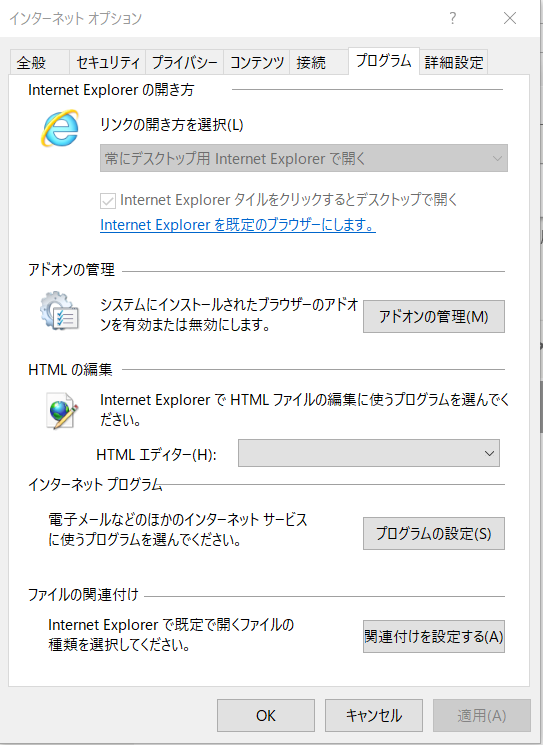 インターネット オプション
?
全般 セキュリティ プライバシー コンテンツ 接続 プログラム 詳細設定
Internet Explorer の開き方
リンクの開き方を選択(L)
常にデスクトップ用 Internet Explorer で開く
Internet Explorer タイルをクリックするとデスクトップで開く
Internet Explorer を既定のブラウザーにします。
アドオンの管理
システムにインストールされたブラウザーのアドオ
ンを有効または無効にします。
アドオンの管理(M)
HTML の編集
Internet Explorer で HTML ファイルの編集に使うプログラムを選んでく
ださい。
HTML エディター(H):
インターネット プログラム
電子メールなどのほかのインターネット サービス
に使うプログラムを選んでください。
プログラムの設定(S)
ファイルの関連付け
Internet Explorer で既定で開くファイルの
種類を選択してください。
関連付けを設定する(A)
OK キャンセル 適用(A)